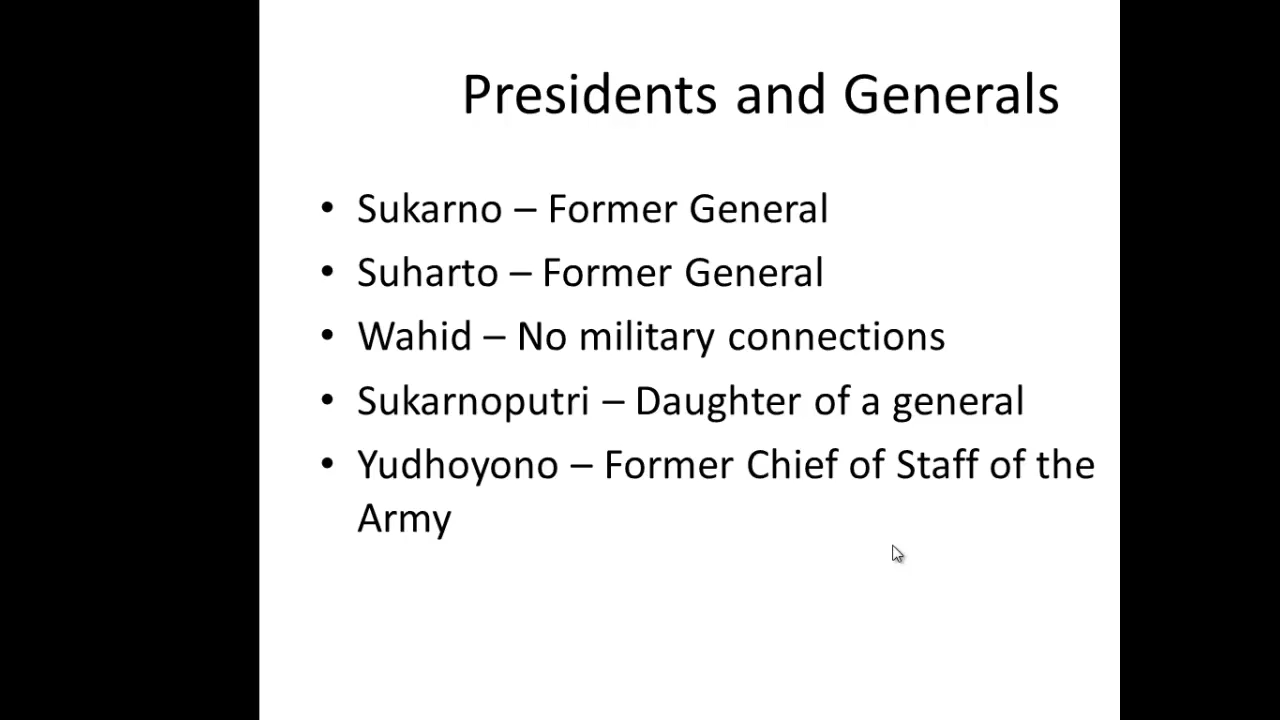 Presidents and Generals
• Sukarno – Former General
• Suharto – Former General
• Wahid – No military connections
• Sukarnoputri – Daughter of a general
• Yudhoyono – Former Chief of Staff of the
Army